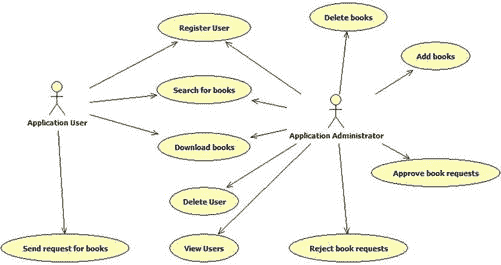 Delete books
Register User
Add books
Search for books
Application User
Application Administrator
Download books
Approve book requests
Delete User
Send request for books
View Users
Reject book requests